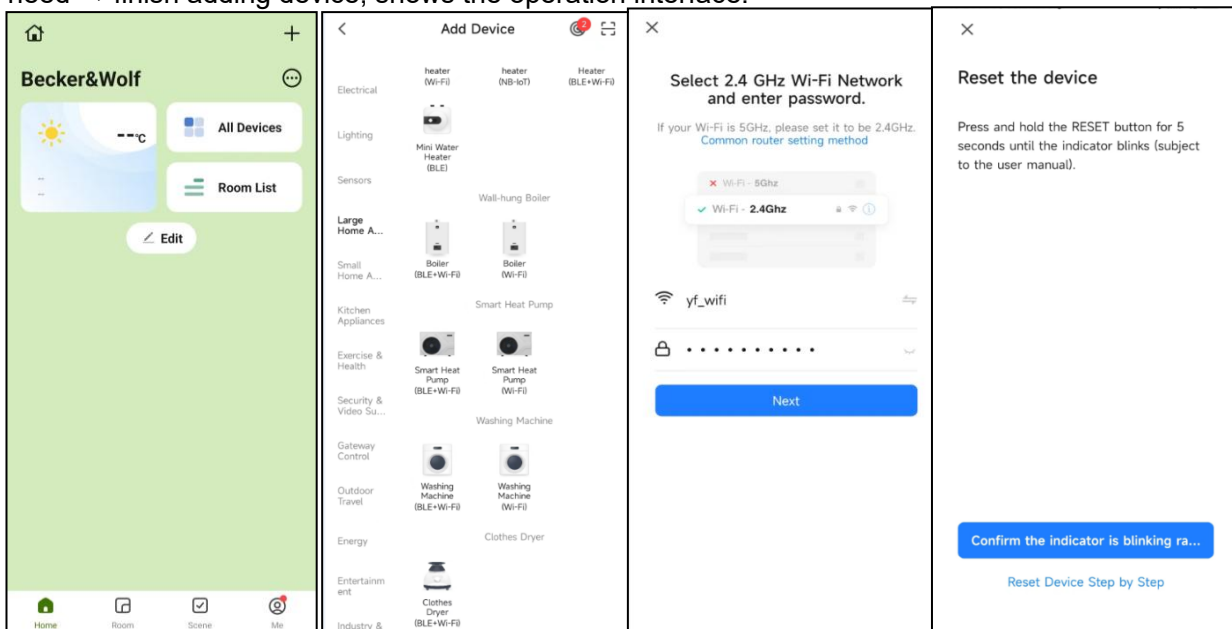 need → finish adding device, shows the operation interface.
Becker&Wolf
--°C
--
--
All Devices
Room List
Edit
Home
Room
Scene
Me
Add Device
2
Electrical
Lighting
Sensors
Large
Home A...
Small
Home A...
Kitchen
Appliances
Exercise &
Health
Security &
Video Su...
Gateway
Control
Outdoor
Travel
Energy
Entertainm
ent
Industry &
heater
(Wi-Fi)
heater
(NB-IoT)
Heater
(BLE+Wi-Fi)
Mini Water
Heater
(BLE)
Wall-hung Boiler
Boiler
(BLE+Wi-Fi)
Boiler
(Wi-Fi)
Smart Heat Pump
Smart Heat
Pump
(BLE+Wi-Fi)
Smart Heat
Pump
(Wi-Fi)
Washing Machine
Washing
Machine
(BLE+Wi-Fi)
Washing
Machine
(Wi-Fi)
Clothes Dryer
Clothes
Dryer
(BLE+Wi-Fi)
Select 2.4 GHz Wi-Fi Network
and enter password.
If your Wi-Fi is 5GHz, please set it to be 2.4GHz.
Common router setting method
Wi-Fi - 5Ghz
Wi-Fi - 2.4Ghz
yf_wifi
Next
Reset the device
Press and hold the RESET button for 5
seconds until the indicator blinks (subject
to the user manual).
Confirm the indicator is blinking ra...
Reset Device Step by Step